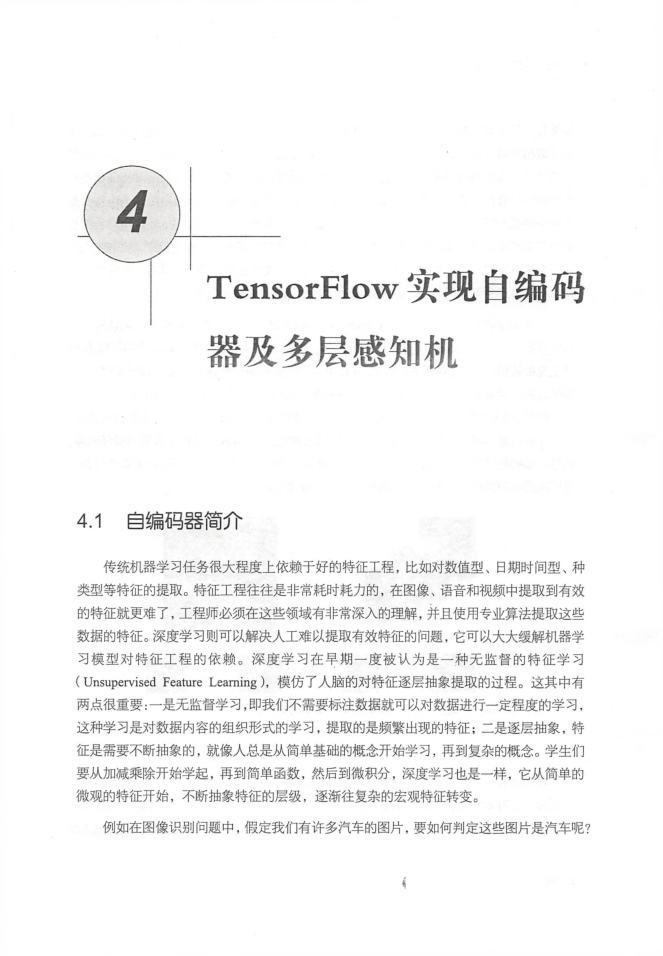 4
TensorFlow 实现自编码
器及多层感知机
4.1 自编码器简介
传统机器学习任务很大程度上依赖于好的特征工程，比如对数值型、日期时间型、种
类型等特征的提取。特征工程往往是非常耗时耗力的，在图像、语音和视频中提取到有效
的特征就更难了，工程师必须在这些领域有非常深入的理解，并且使用专业算法提取这些
数据的特征。深度学习则可以解决人工难以提取有效特征的问题，它可以大大缓解机器学
习模型对特征工程的依赖。深度学习在早期一度被认为是一种无监督的特征学习
（Unsupervised Feature Learning），模仿了人脑的对特征逐层抽象提取的过程。这其中有
两点很重要：一是无监督学习，即我们不需要标注数据就可以对数据进行一定程度的学习，
这种学习是对数据内容的组织形式的学习，提取的是频繁出现的特征；二是逐层抽象，特
征是需要不断抽象的，就像人总是从简单基础的概念开始学习，再到复杂的概念。学生们
要从加减乘除开始学起，再到简单函数，然后到微积分，深度学习也是一样，它从简单的
微观的特征开始，不断抽象特征的层级，逐渐往复杂的宏观特征转变。
例如在图像识别问题中，假定我们有许多汽车的图片，要如何判定这些图片是汽车呢？